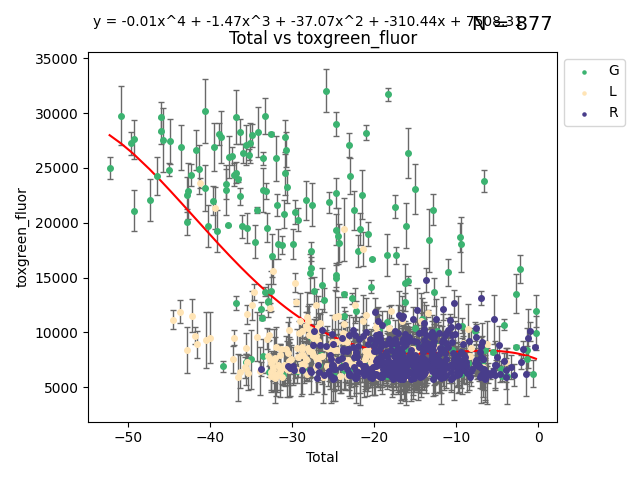 y = -0.01x^4 + -1.47x^3 + -37.07x^2 + -310.44x + 7508.31
N = 877
Total vs toxgreen_fluor
35000
30000
25000
20000
15000
10000
5000
toxgreen_fluor
−50
−40
−30
−20
−10
0
Total
G
L
R